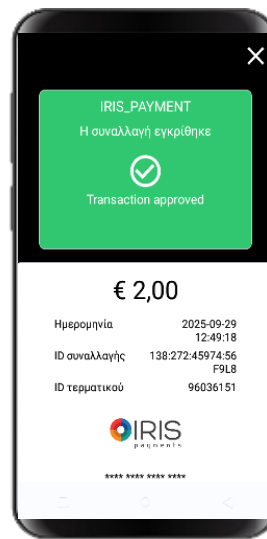 IRIS_PAYMENT
Η συναλλαγή εγκρίθηκε
Transaction approved
€ 2,00
Ημερομηνία 2025-09-29
12:49:18
ID συναλλαγής 138:272:45974:56
F9L8
ID τερματικού 96036151
IRIS
payments
**** **** **** ****